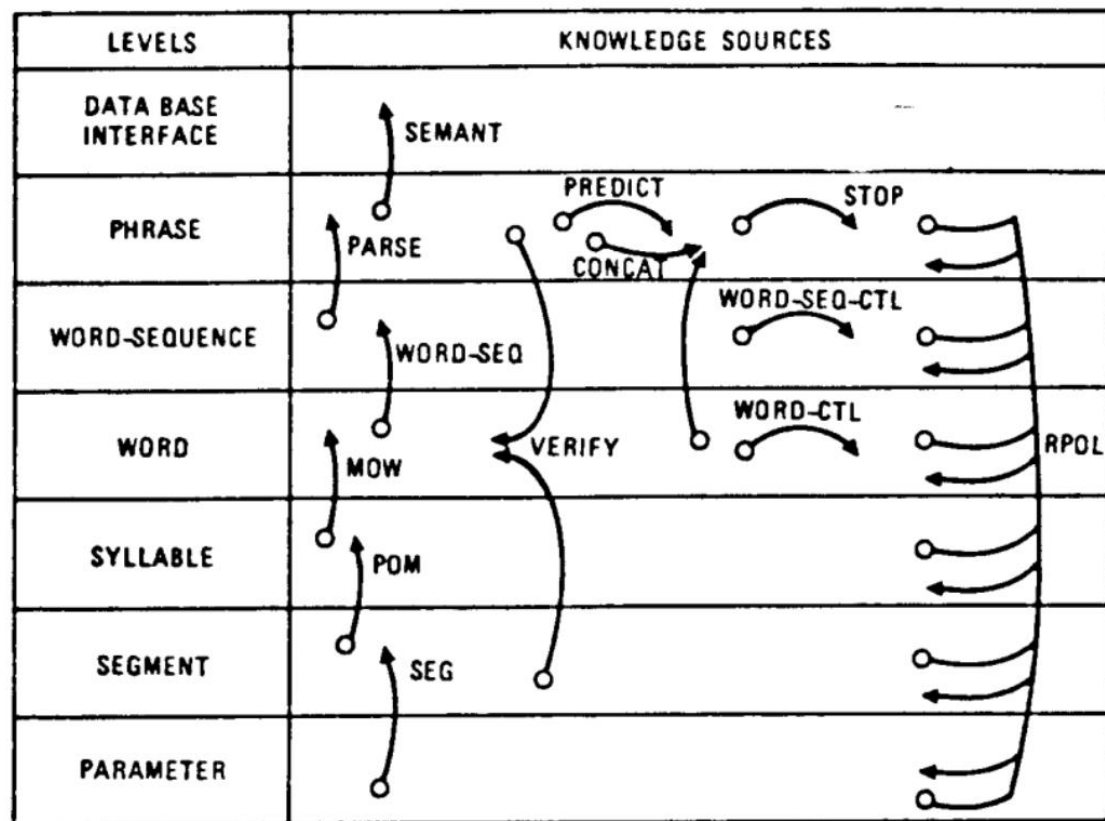 LEVELS
KNOWLEDGE SOURCES
DATA BASE
INTERFACE
SEMANT
PHRASE
PREDICT
STOP
PARSE
CONCAT
WORD-SEQUENCE
WORD-SEQ-CTL
WORD-SEQ
WORD
WORD-CTL
VERIFY
RPOL
MOW
SYLLABLE
POM
SEGMENT
SEG
PARAMETER